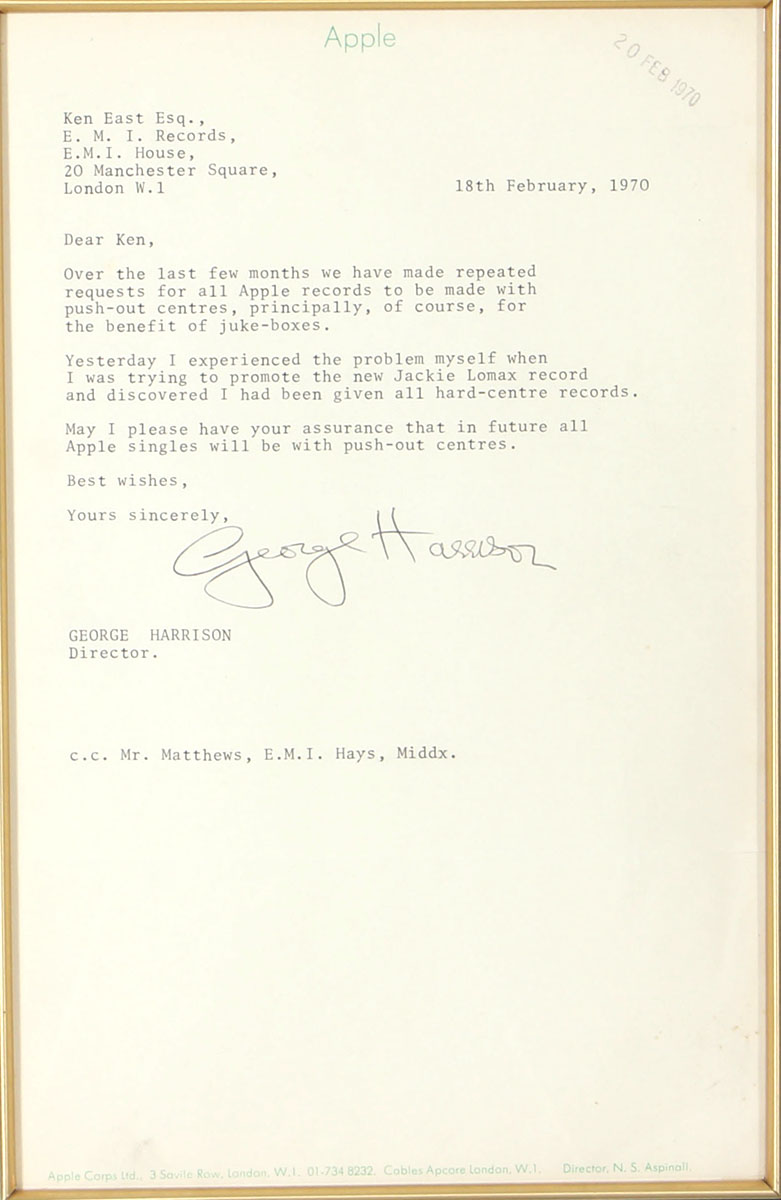 Apple
20 FEB 1970
Ken East Esq.,
E. M. I. Records,
E.M.I. House,
20 Manchester Square,
London W.1
18th February, 1970
Dear Ken,
Over the last few months we have made repeated
requests for all Apple records to be made with
push-out centres, principally, of course, for
the benefit of juke-boxes.
Yesterday I experienced the problem myself when
I was trying to promote the new Jackie Lomax record
and discovered I had been given all hard-centre records.
May I please have your assurance that in future all
Apple singles will be with push-out centres.
Best wishes,
Yours sincerely,
George Harrison
GEORGE HARRISON
Director.
c.c. Mr. Matthews, E.M.I. Hays, Middx.
Apple Corps Ltd., 3 Savile Row, London, W.1. 01-734 8232. Cables Apcore London, W.1. Director, N. S. Aspinall.